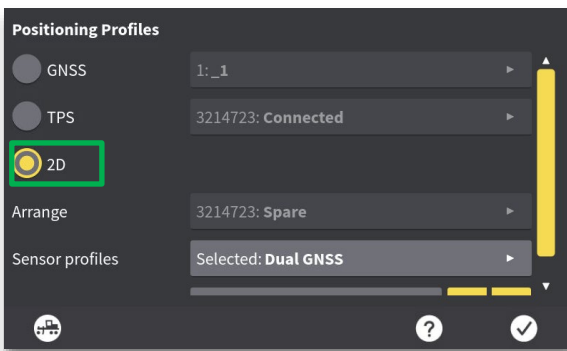 Positioning Profiles
GNSS 1: _1
TPS 3214723: Connected
2D
Arrange 3214723: Spare
Sensor profiles Selected: Dual GNSS
?